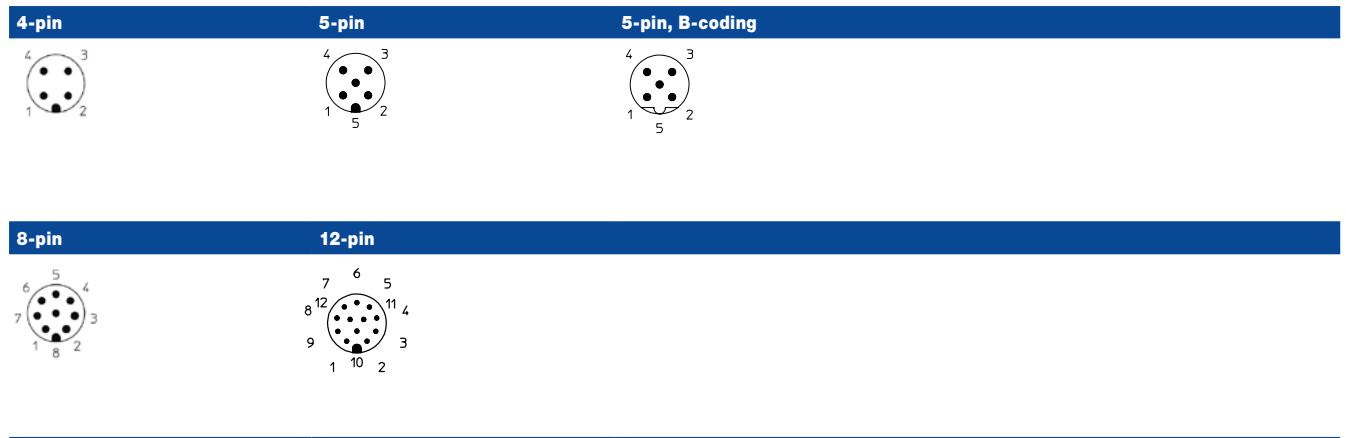 4-pin 5-pin 5-pin, B-coding
4 3 4 3 4 3
1 2 1 2 1 2
5 5
8-pin 12-pin
6
5 7 5
6 4 8 12 11 4
7 3 9 3
1 8 2 1 10 2